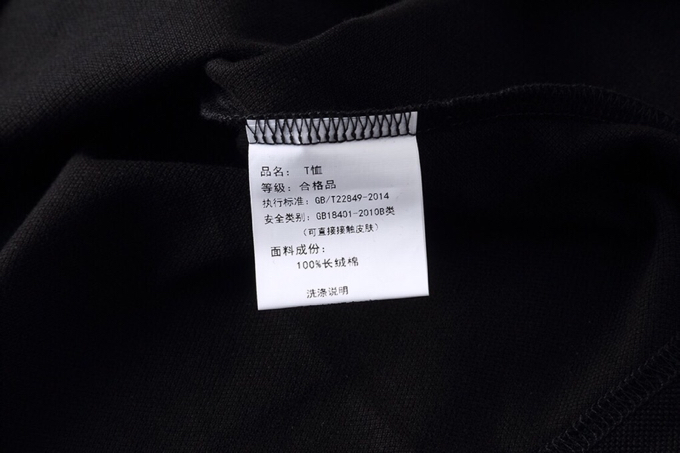 品名： T恤
等级：合格品
执行标准：GB/T22849-2014
安全类别：GB18401-2010B类
（可直接接触皮肤）
面料成份：
100%长绒棉
洗涤说明